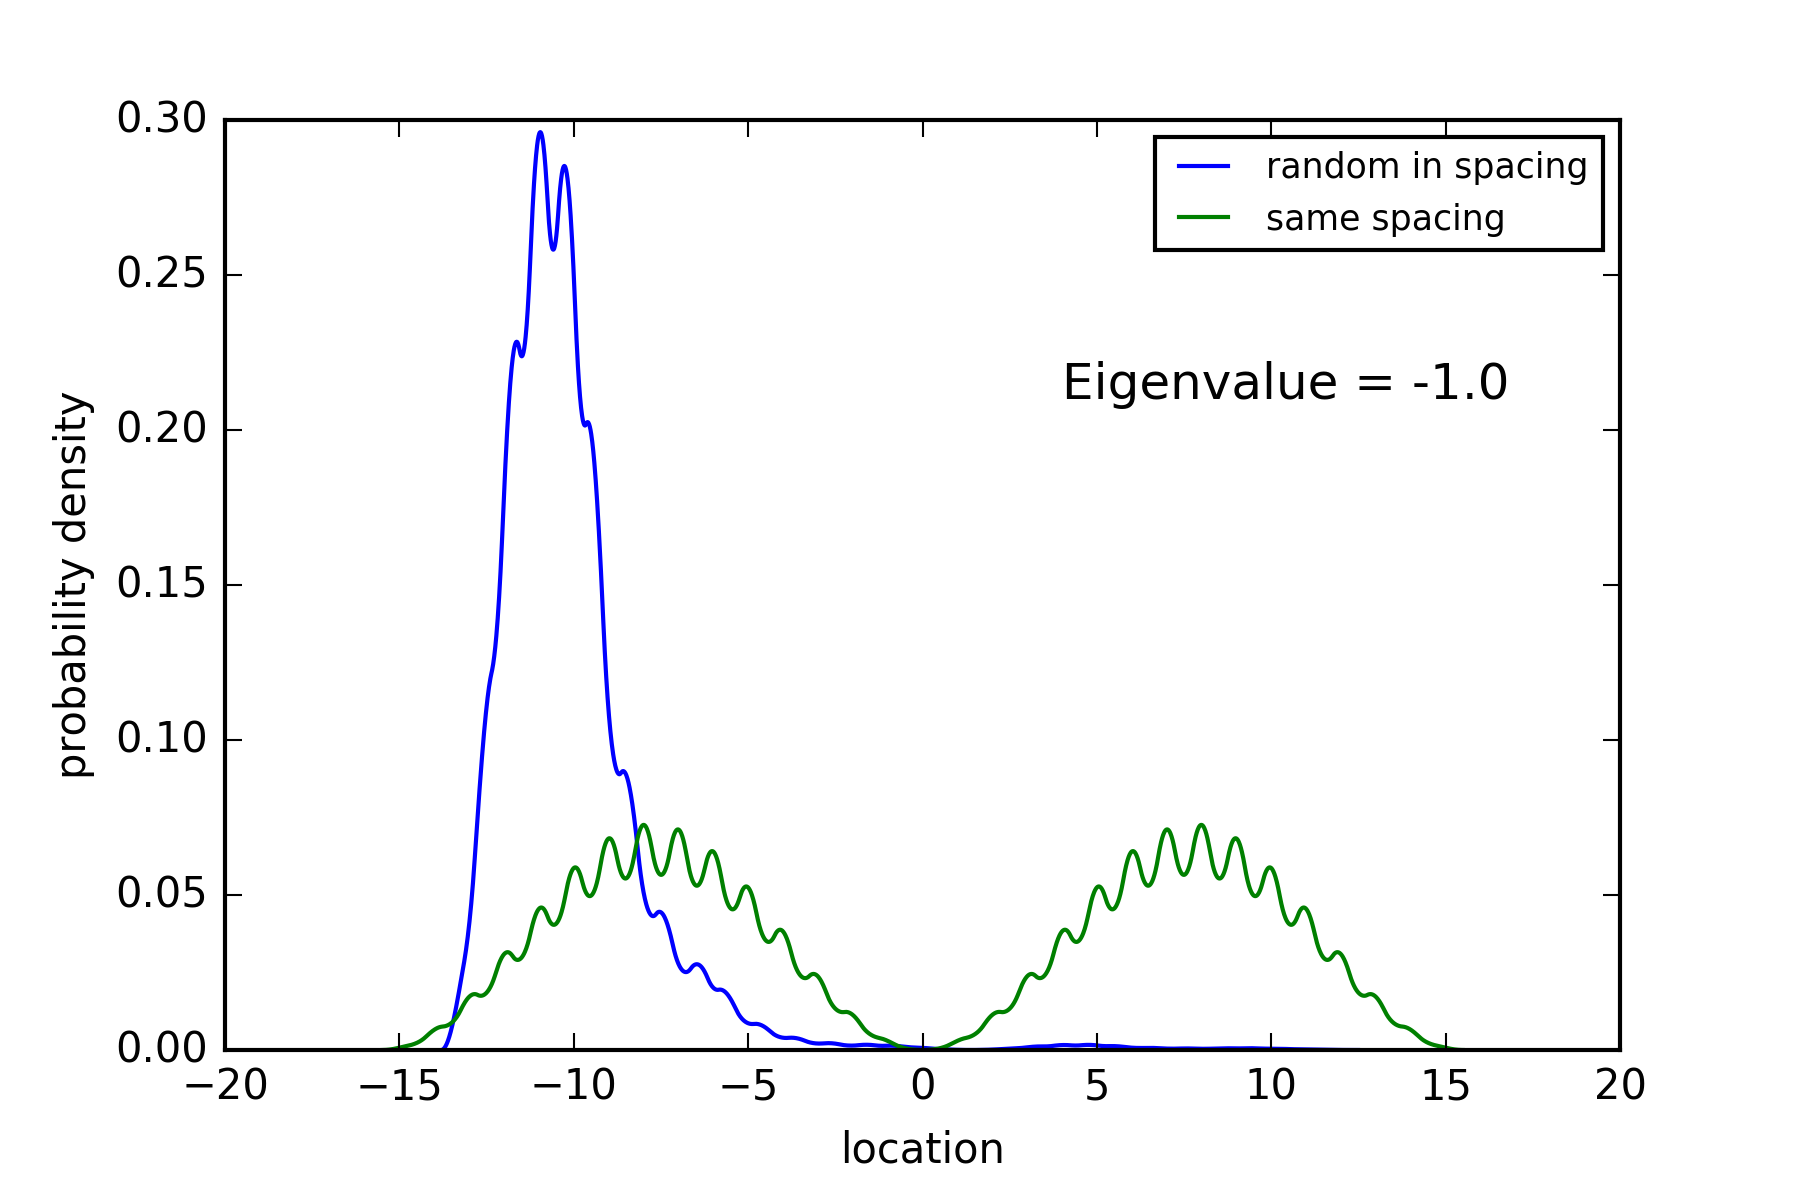 0.30
0.25
0.20
0.15
0.10
0.05
0.00
probability density
random in spacing
same spacing
Eigenvalue = -1.0
−20 −15 −10 −5 0 5 10 15 20
location